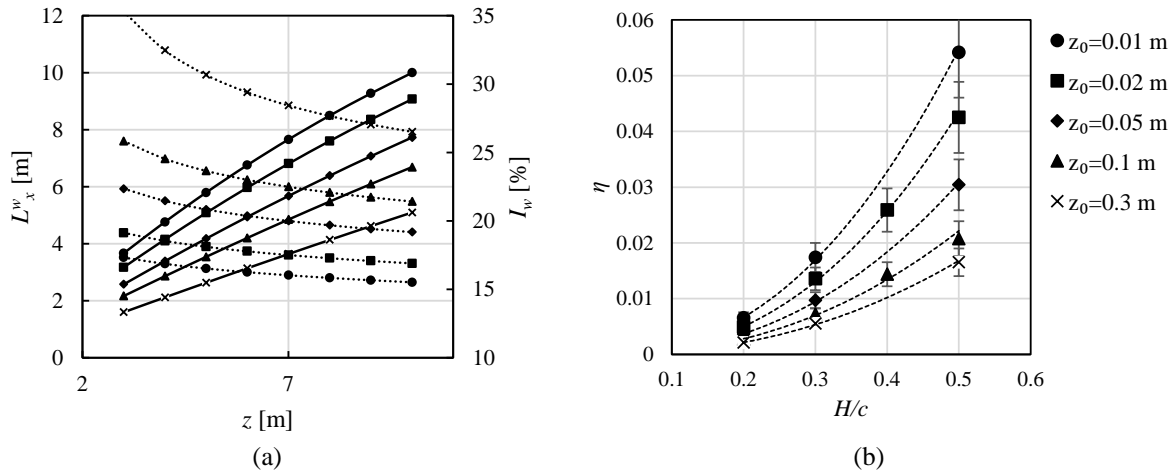 12
10
8
6
4
2
0
L^w_x [m]
35
30
25
20
15
10
I_w [%]
2
7
z [m]
(a)
0.06
0.05
0.04
0.03
0.02
0.01
0
η
0.1
0.2
0.3
0.4
0.5
0.6
H/c
(b)
z₀=0.01 m
z₀=0.02 m
z₀=0.05 m
z₀=0.1 m
z₀=0.3 m